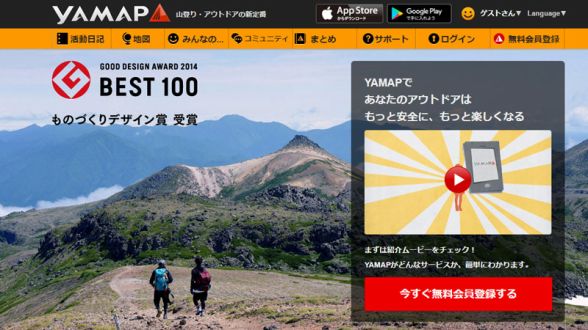 YAMAP 山登り・アウトドアの新定番
App Store
からダウンロード
Google Play
で手に入れよう
ゲストさん▼ Language▼
活動日記 地図 みんなの... コミュニティ まとめ サポート ログイン 無料会員登録
GOOD DESIGN AWARD 2014
BEST 100
ものづくりデザイン賞 受賞
YAMAPで
あなたのアウトドアは
もっと安全に、もっと楽しくなる
YAMAP
まずは紹介ムービーをチェック！
YAMAPがどんなサービスか、簡単にわかります。
今すぐ無料会員登録する